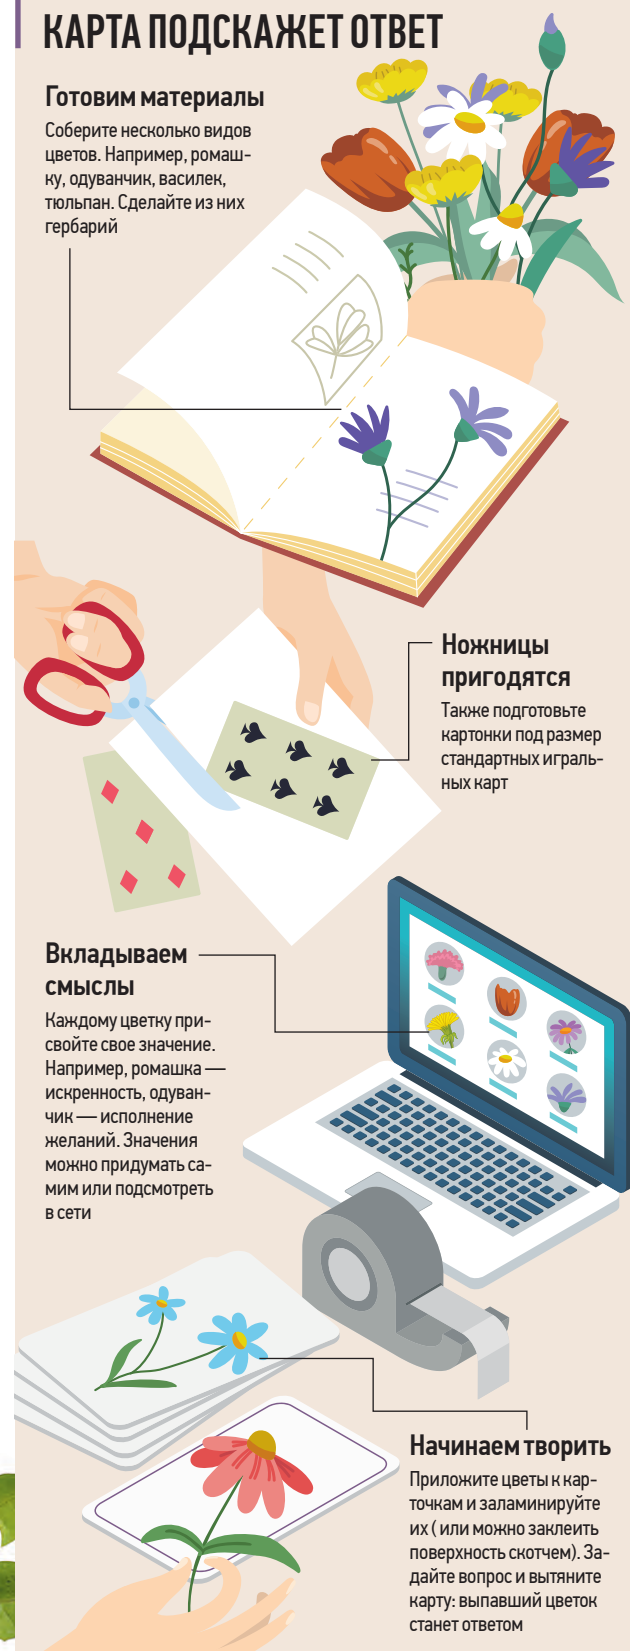 КАРТА ПОДСКАЖЕТ ОТВЕТ
Готовим материалы
Соберите несколько видов
цветов. Например, ромаш-
ку, одуванчик, василек,
тюльпан. Сделайте из них
гербарий
Ножницы
пригодятся
Также подготовьте
картонки под размер
стандартных играль-
ных карт
Вкладываем
смыслы
Каждому цветку при-
свойте свое значение.
Например, ромашка —
искренность, одуван-
чик — исполнение
желаний. Значения
можно придумать са-
мим или подсмотреть
в сети
Начинаем творить
Приложите цветы к кар-
точкам и заламинируйте
их ( или можно заклеить
поверхность скотчем). За-
дайте вопрос и вытяните
карту: выпавший цветок
станет ответом